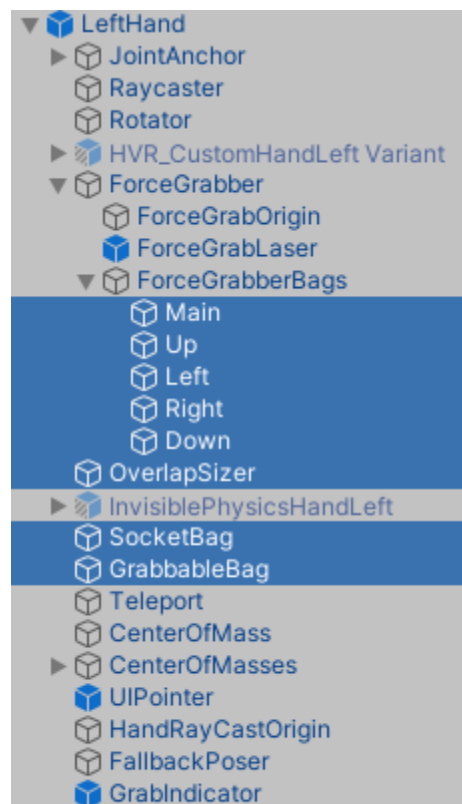 LeftHand
JointAnchor
Raycaster
Rotator
HVR_CustomHandLeft Variant
ForceGrabber
ForceGrabOrigin
ForceGrabLaser
ForceGrabberBags
Main
Up
Left
Right
Down
OverlapSizer
InvisiblePhysicsHandLeft
SocketBag
GrabbableBag
Teleport
CenterOfMass
CenterOfMasses
UIPointer
HandRayCastOrigin
FallbackPoser
GrabIndicator